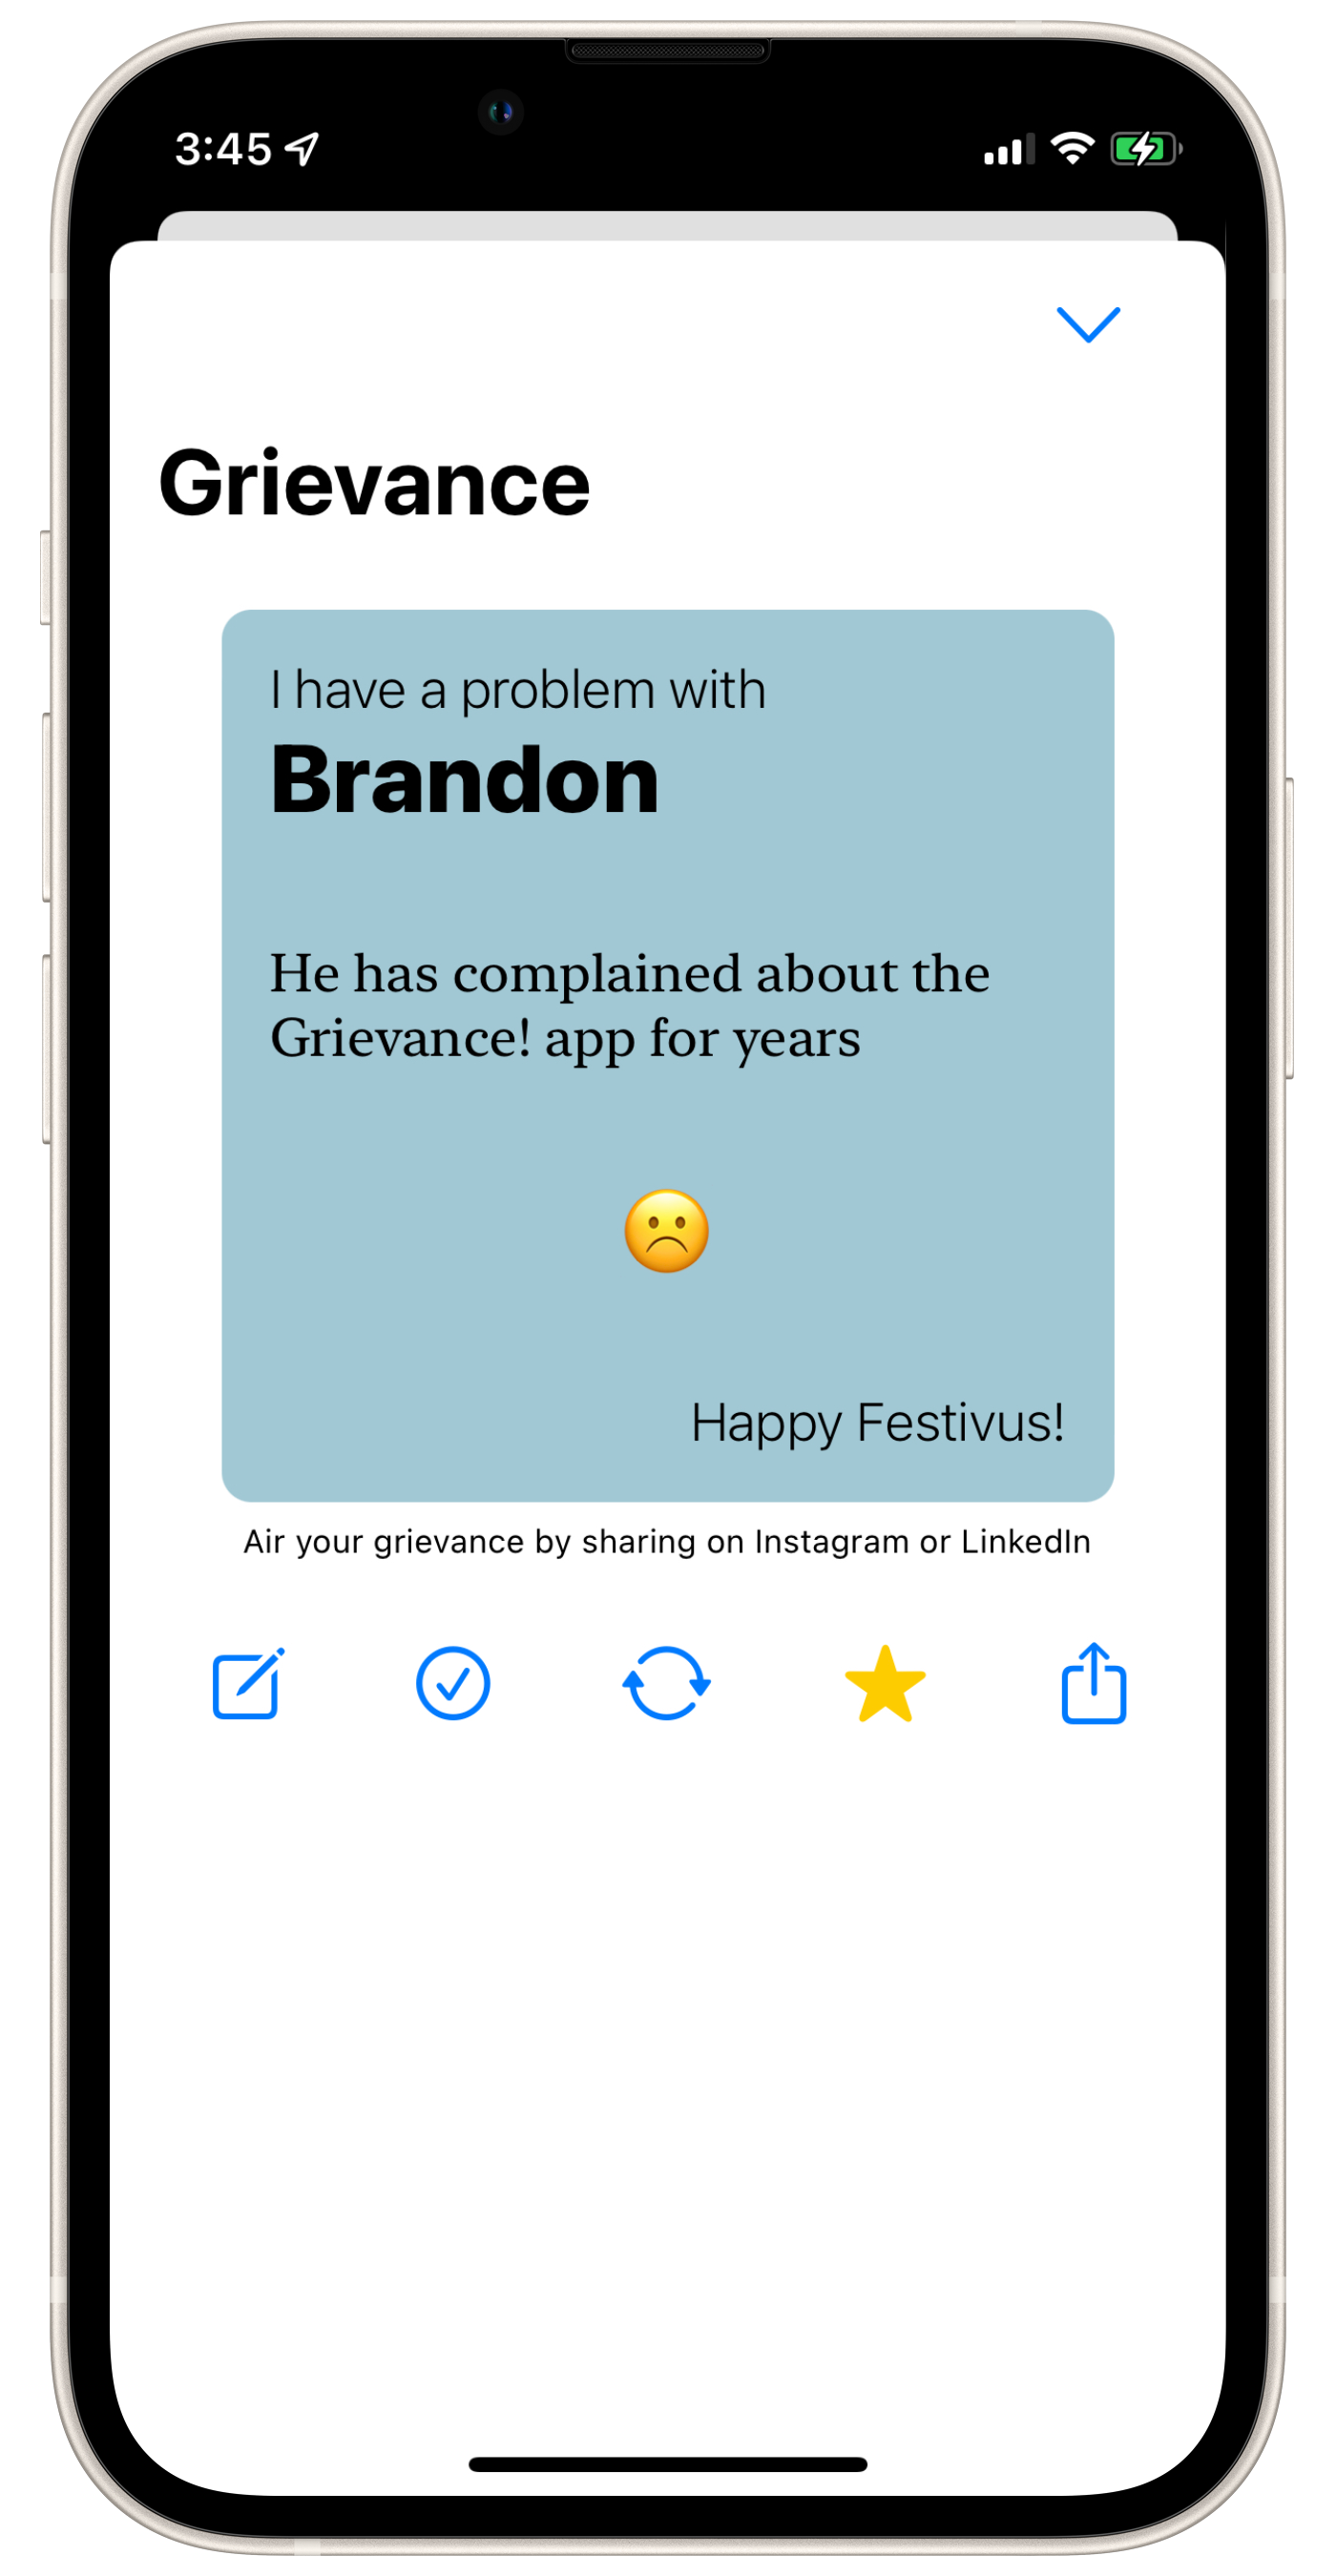 3:45
Grievance
I have a problem with
Brandon
He has complained about the
Grievance! app for years
Happy Festivus!
Air your grievance by sharing on Instagram or LinkedIn